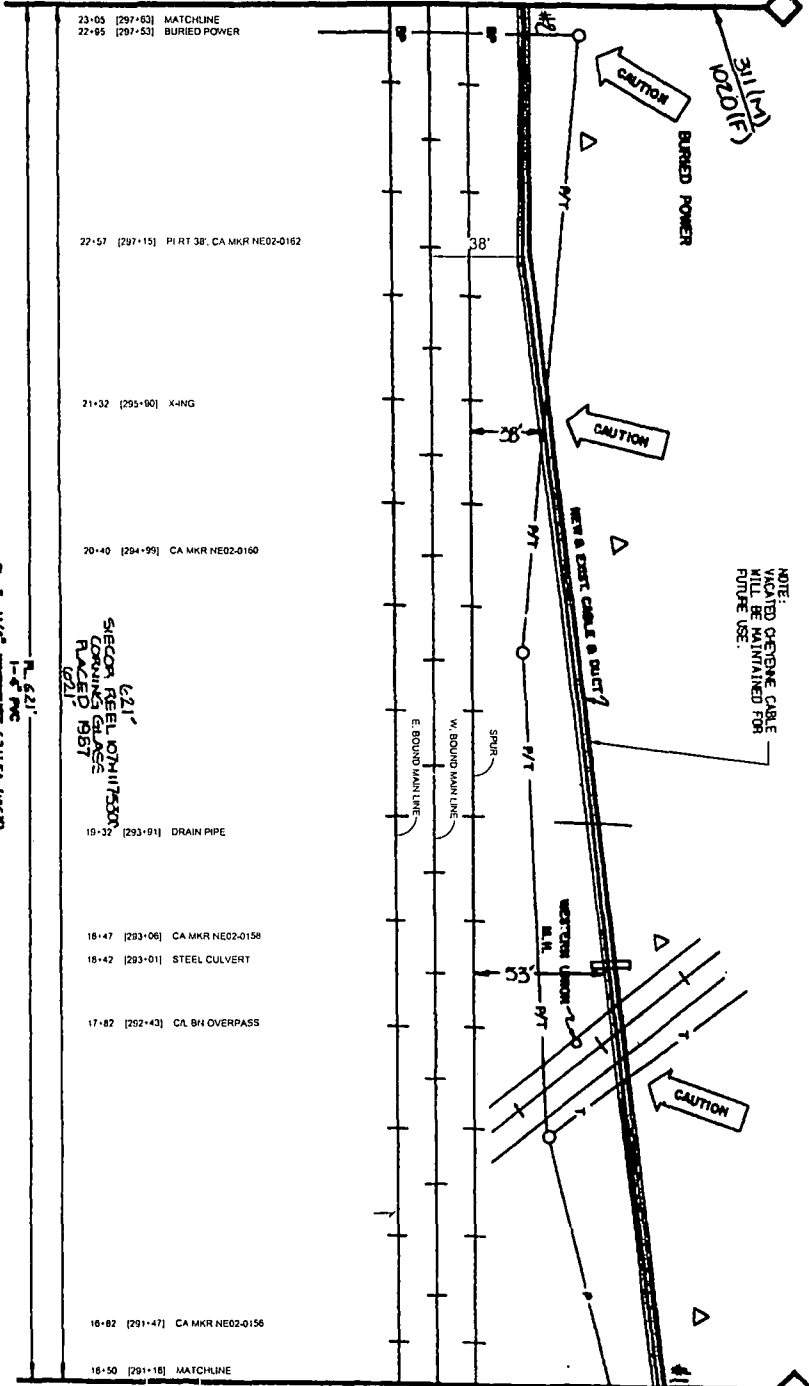 23+05 [297+63] MATCHLINE
22+95 [297+53] BURIED POWER
22+57 [297+15] PI RT 38', CA MKR NE02-0162
21+32 [295+90] X-ING
20+40 [294+99] CA MKR NE02-0160
19+32 [293+91] DRAIN PIPE
18+47 [293+06] CA MKR NE02-0158
18+42 [293+01] STEEL CULVERT
17+82 [292+43] C/L BN OVERPASS
16+82 [291+47] CA MKR NE02-0156
16+50 [291+18] MATCHLINE
621'
SIECOR REEL
CORNING GLASS
PLACED 1987
621'
PL 621'
1-4" PVC
BP
BP
#2
311 (M)
1020 (F)
CAUTION
BURIED POWER
P/T
38'
CAUTION
38'
P/T
NEW & EXIST. CABLE & DUCT
NOTE:
VACATED CHEYENNE CABLE
WILL BE MAINTAINED FOR
FUTURE USE.
P/T
SPUR
W. BOUND MAIN LINE
E. BOUND MAIN LINE
WESTERN UNION
M.H.
53'
P/T
T
T
CAUTION
P
#1